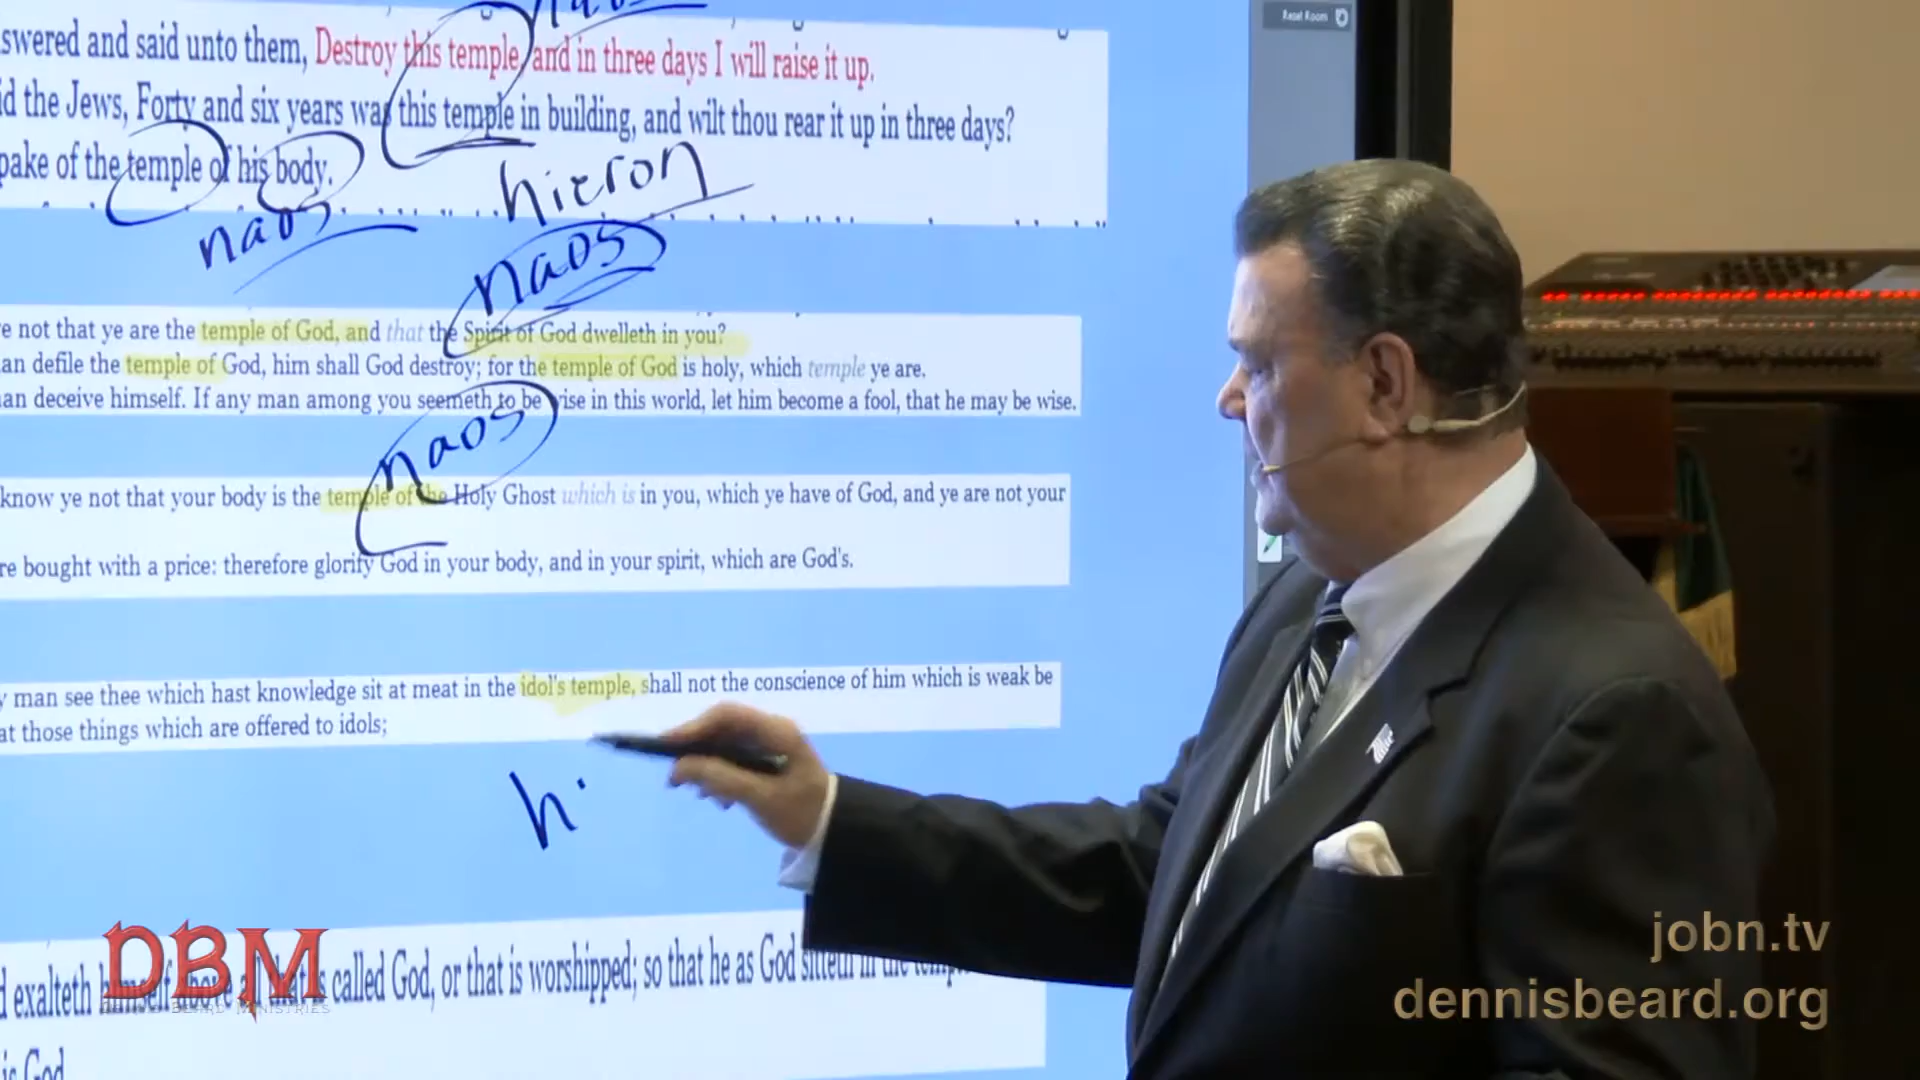 naos
Reset Room
swered and said unto them, Destroy this temple, and in three days I will raise it up.
id the Jews, Forty and six years was this temple in building, and wilt thou rear it up in three days?
pake of the temple of his body.
hieron
naos
naos
e not that ye are the temple of God, and that the Spirit of God dwelleth in you?
an defile the temple of God, him shall God destroy; for the temple of God is holy, which temple ye are.
an deceive himself. If any man among you seemeth to be wise in this world, let him become a fool, that he may be wise.
naos
know ye not that your body is the temple of the Holy Ghost which is in you, which ye have of God, and ye are not your
re bought with a price: therefore glorify God in your body, and in your spirit, which are God's.
y man see thee which hast knowledge sit at meat in the idol's temple, shall not the conscience of him which is weak be
at those things which are offered to idols;
hi
d exalteth himself above all that is called God, or that is worshipped; so that he as God sitteth in the temp
is God.
DBM
DENNIS BEARD MINISTRIES
jobn.tv
dennisbeard.org